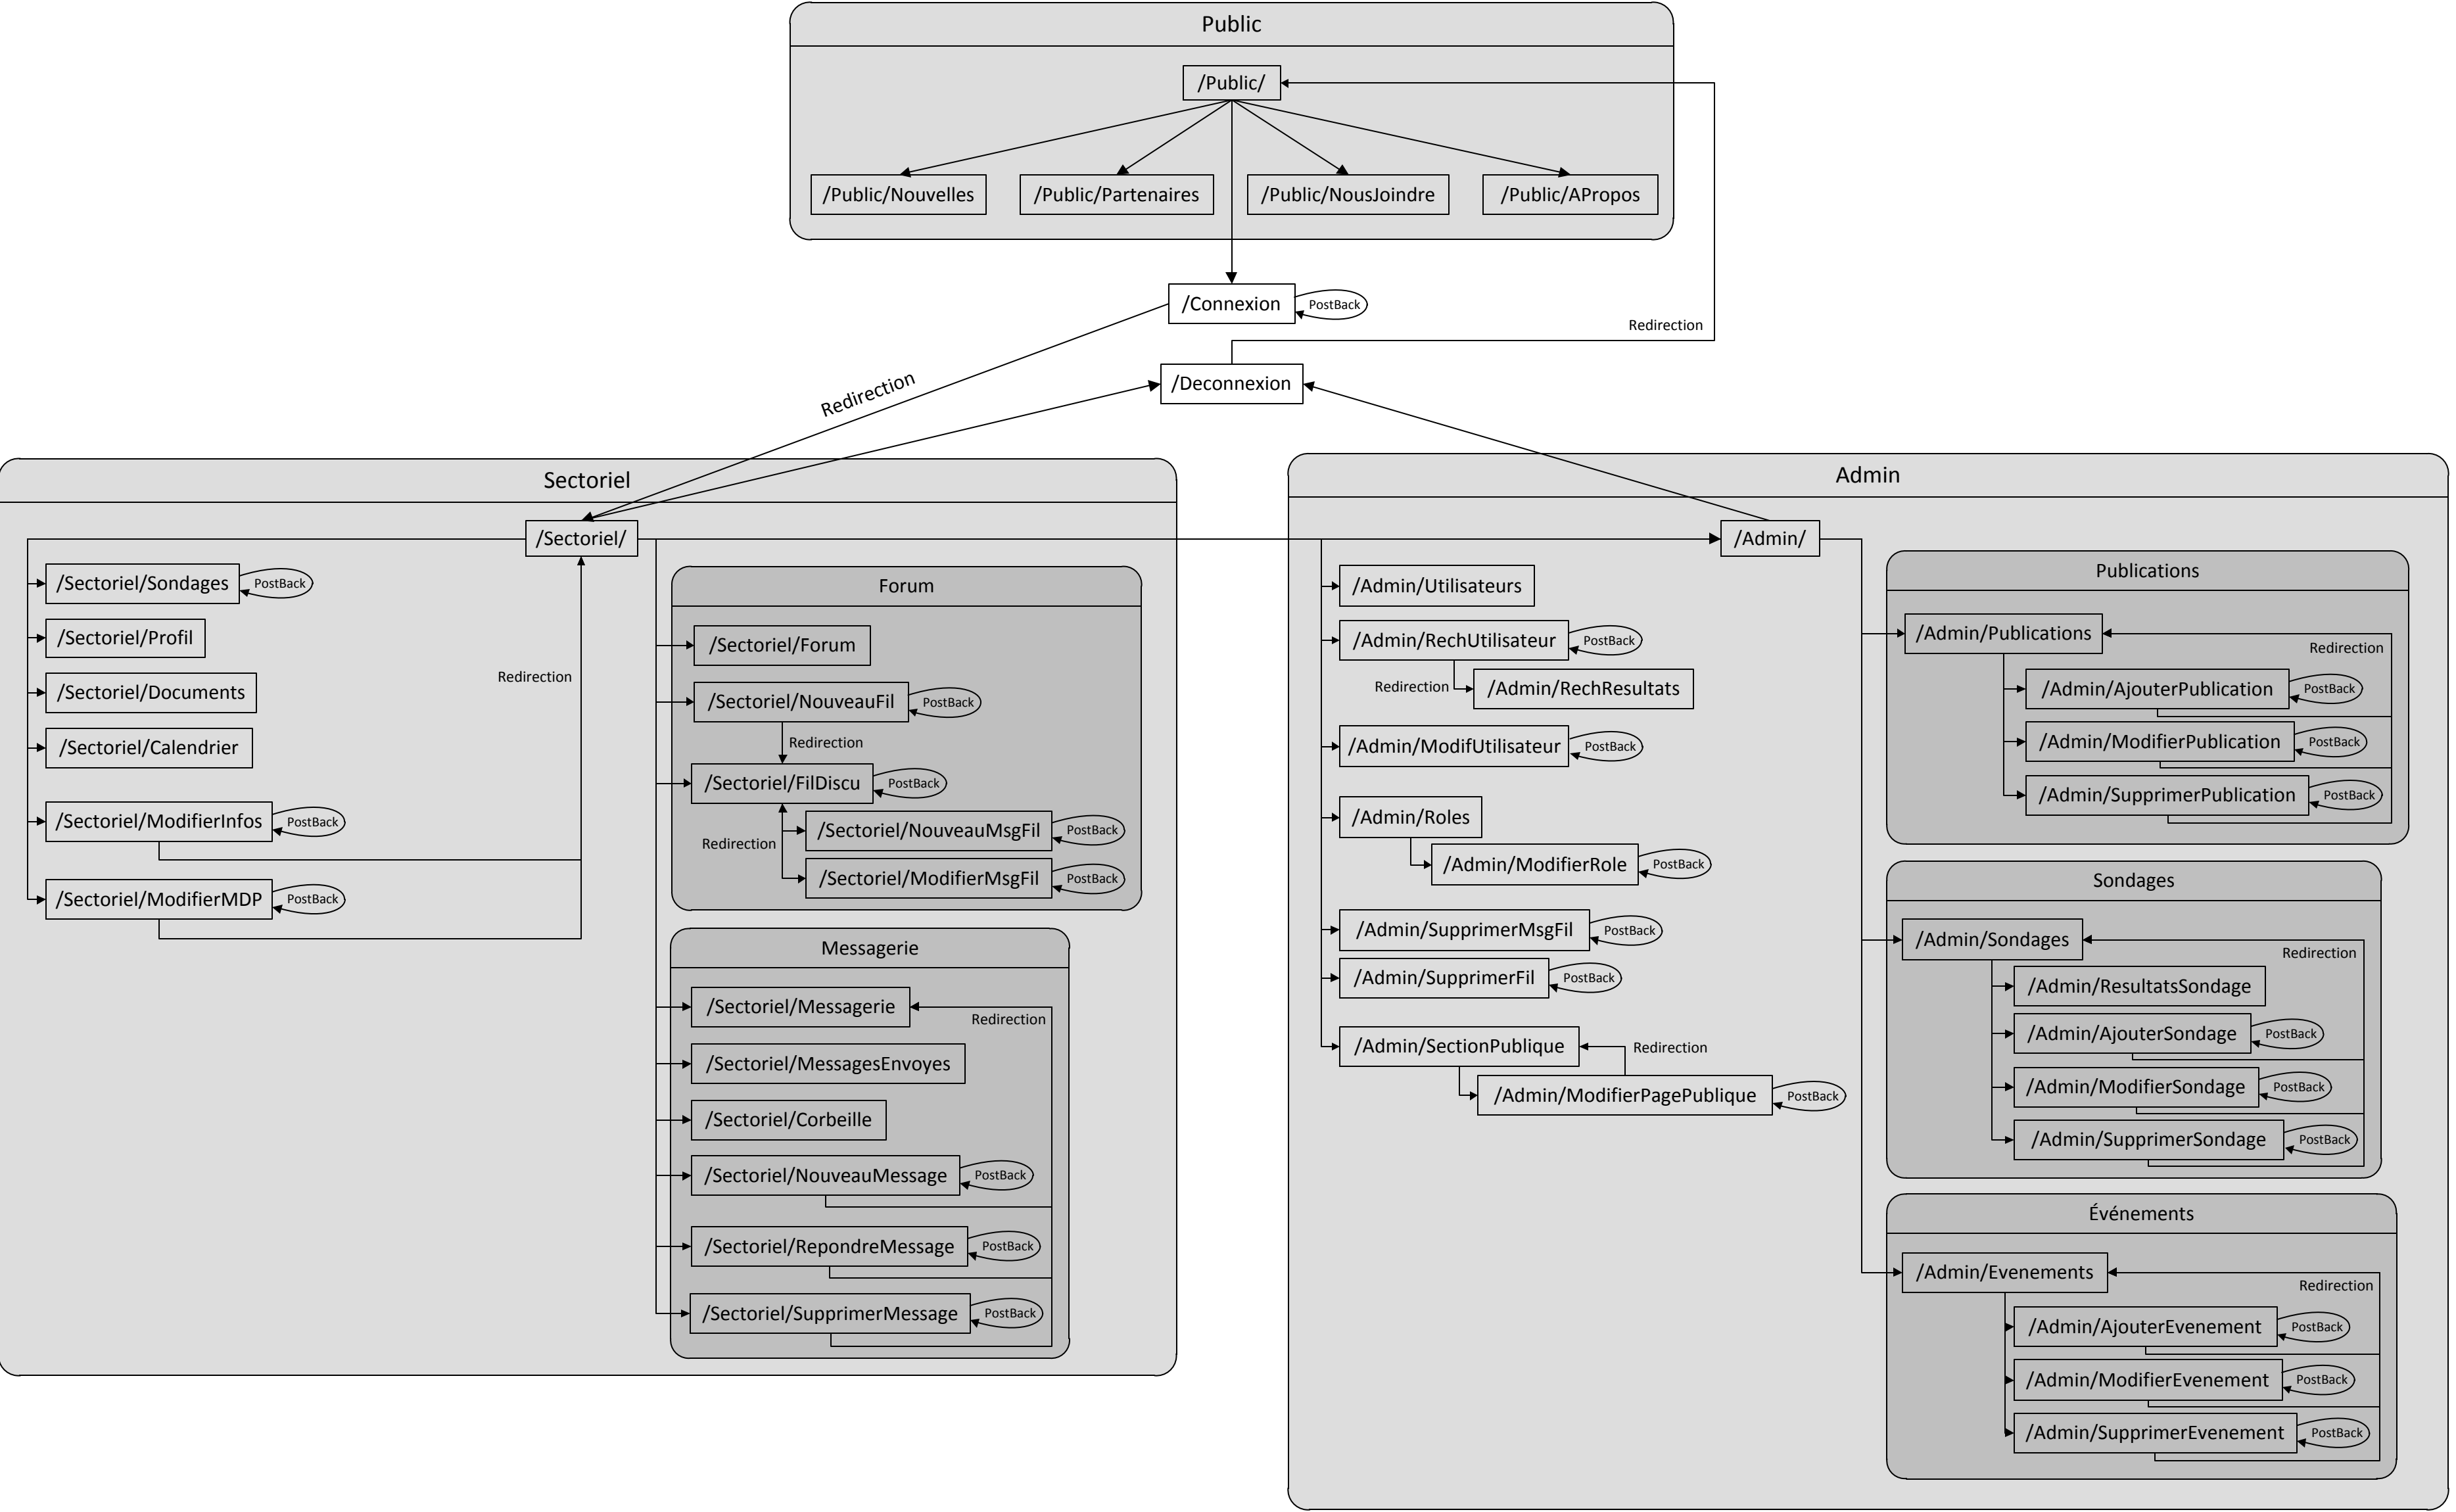 Public
/Public/
/Public/Nouvelles
/Public/Partenaires
/Public/NousJoindre
/Public/APropos
/Connexion
PostBack
Redirection
/Deconnexion
Redirection
Sectoriel
/Sectoriel/
/Sectoriel/Sondages
PostBack
/Sectoriel/Profil
/Sectoriel/Documents
/Sectoriel/Calendrier
/Sectoriel/ModifierInfos
PostBack
/Sectoriel/ModifierMDP
PostBack
Redirection
Forum
/Sectoriel/Forum
/Sectoriel/NouveauFil
PostBack
Redirection
/Sectoriel/FilDiscu
PostBack
Redirection
/Sectoriel/NouveauMsgFil
PostBack
/Sectoriel/ModifierMsgFil
PostBack
Messagerie
/Sectoriel/Messagerie
Redirection
/Sectoriel/MessagesEnvoyes
/Sectoriel/Corbeille
/Sectoriel/NouveauMessage
PostBack
/Sectoriel/RepondreMessage
PostBack
/Sectoriel/SupprimerMessage
PostBack
Admin
/Admin/
/Admin/Utilisateurs
/Admin/RechUtilisateur
PostBack
Redirection
/Admin/RechResultats
/Admin/ModifUtilisateur
PostBack
/Admin/Roles
/Admin/ModifierRole
PostBack
/Admin/SupprimerMsgFil
PostBack
/Admin/SupprimerFil
PostBack
/Admin/SectionPublique
Redirection
/Admin/ModifierPagePublique
PostBack
Publications
/Admin/Publications
Redirection
/Admin/AjouterPublication
PostBack
/Admin/ModifierPublication
PostBack
/Admin/SupprimerPublication
PostBack
Sondages
/Admin/Sondages
Redirection
/Admin/ResultatsSondage
/Admin/AjouterSondage
PostBack
/Admin/ModifierSondage
PostBack
/Admin/SupprimerSondage
PostBack
Événements
/Admin/Evenements
Redirection
/Admin/AjouterEvenement
PostBack
/Admin/ModifierEvenement
PostBack
/Admin/SupprimerEvenement
PostBack